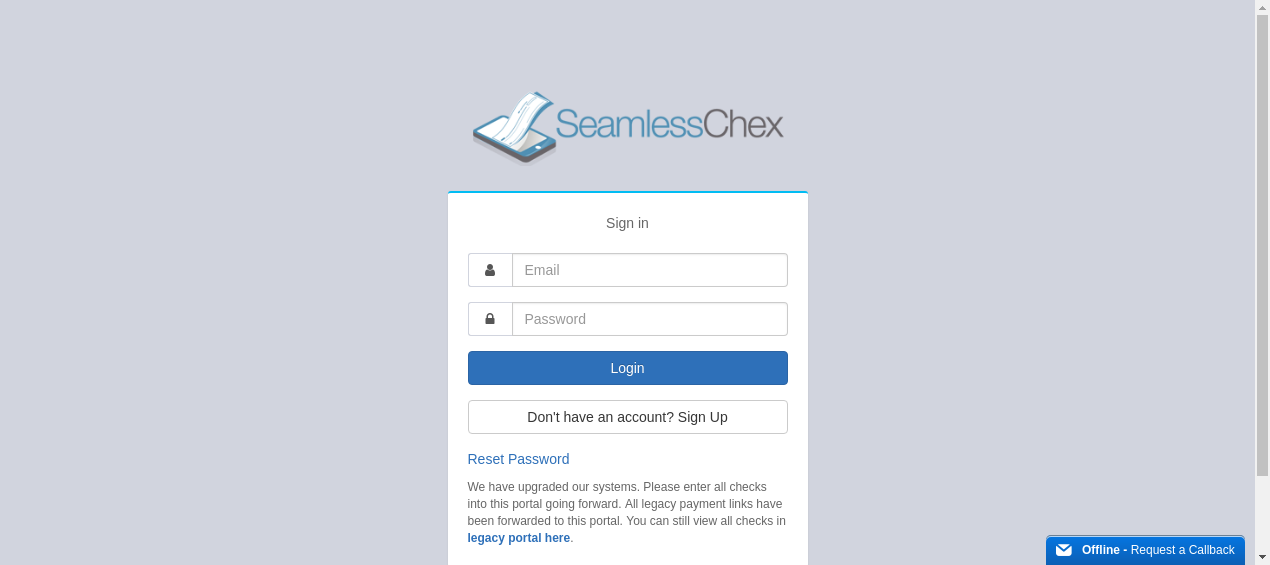 SeamlessChex
Sign in
Email
Password
Login
Don't have an account? Sign Up
Reset Password
We have upgraded our systems. Please enter all checks
into this portal going forward. All legacy payment links have
been forwarded to this portal. You can still view all checks in
legacy portal here.
Offline - Request a Callback